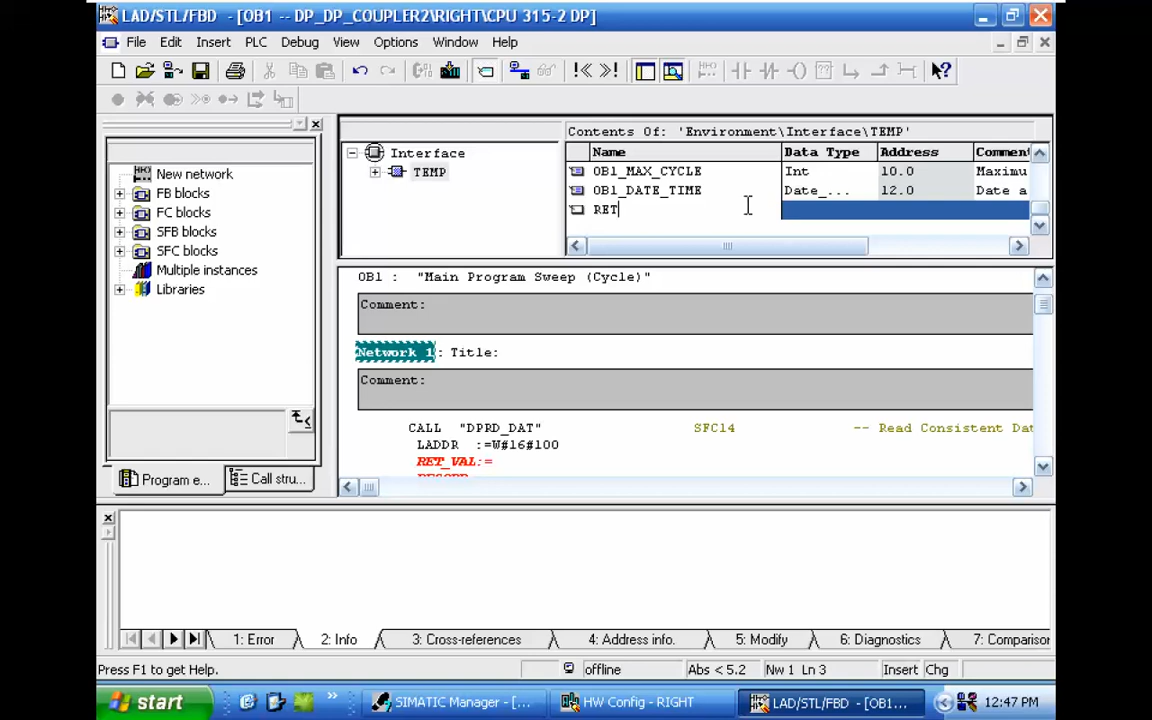 LAD/STL/FBD - [OB1 -- DP_DP_COUPLER2\RIGHT\CPU 315-2 DP]
File Edit Insert PLC Debug View Options Window Help
New network
FB blocks
FC blocks
SFB blocks
SFC blocks
Multiple instances
Libraries
Program e...
Call stru...
Interface
TEMP
Contents Of: 'Environment\Interface\TEMP'
Name Data Type Address Comment
OB1_MAX_CYCLE Int 10.0 Maximu
OB1_DATE_TIME Date_... 12.0 Date a
RET
OB1 : "Main Program Sweep (Cycle)"
Comment:
Network 1: Title:
Comment:
CALL "DPRD_DAT" SFC14 -- Read Consistent Dat
LADDR :=W#16#100
RET_VAL:=
1: Error 2: Info 3: Cross-references 4: Address info. 5: Modify 6: Diagnostics 7: Comparison
Press F1 to get Help. offline Abs < 5.2 Nw 1 Ln 3 Insert Chg
start SIMATIC Manager - [... HW Config - RIGHT LAD/STL/FBD - [OB1... 12:47 PM